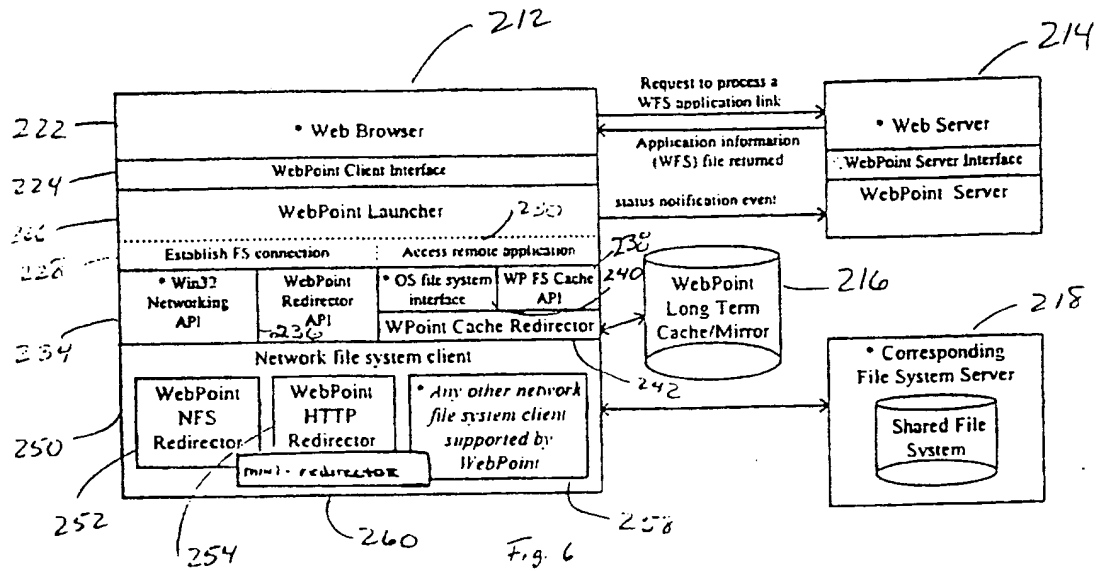 212
214
Request to process a
WFS application link
222
* Web Browser
* Web Server
Application information
(WFS) file returned
WebPoint Server Interface
224
WebPoint Client Interface
WebPoint Server
WebPoint Launcher
status notification event
230
Establish FS connection
Access remote application
228
238
* Win32
Networking
API
WebPoint
Redirector
API
* OS file system
interface
WP FS Cache
API
240
WebPoint
Long Term
Cache/Mirror
216
218
234
236
WPoint Cache Redirector
Network file system client
242
* Corresponding
File System Server
WebPoint
NFS
Redirector
WebPoint
HTTP
Redirector
* Any other network
file system client
supported by
WebPoint
Shared File
System
250
mini-redirector
252
254
260
258
Fig. 6